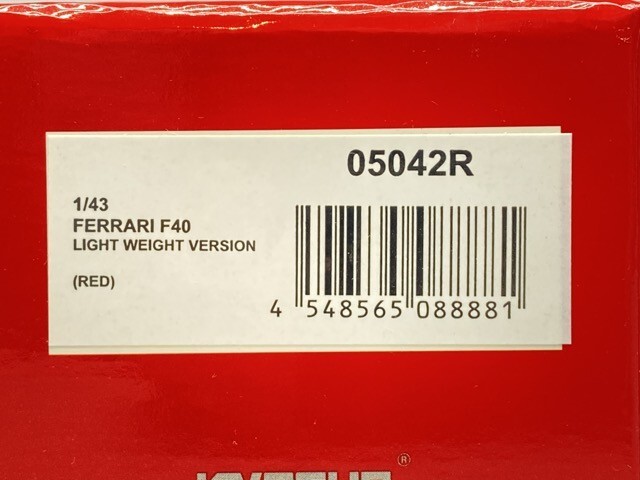 05042R
1/43
FERRARI F40
LIGHT WEIGHT VERSION
(RED)
4 548565 088881
®